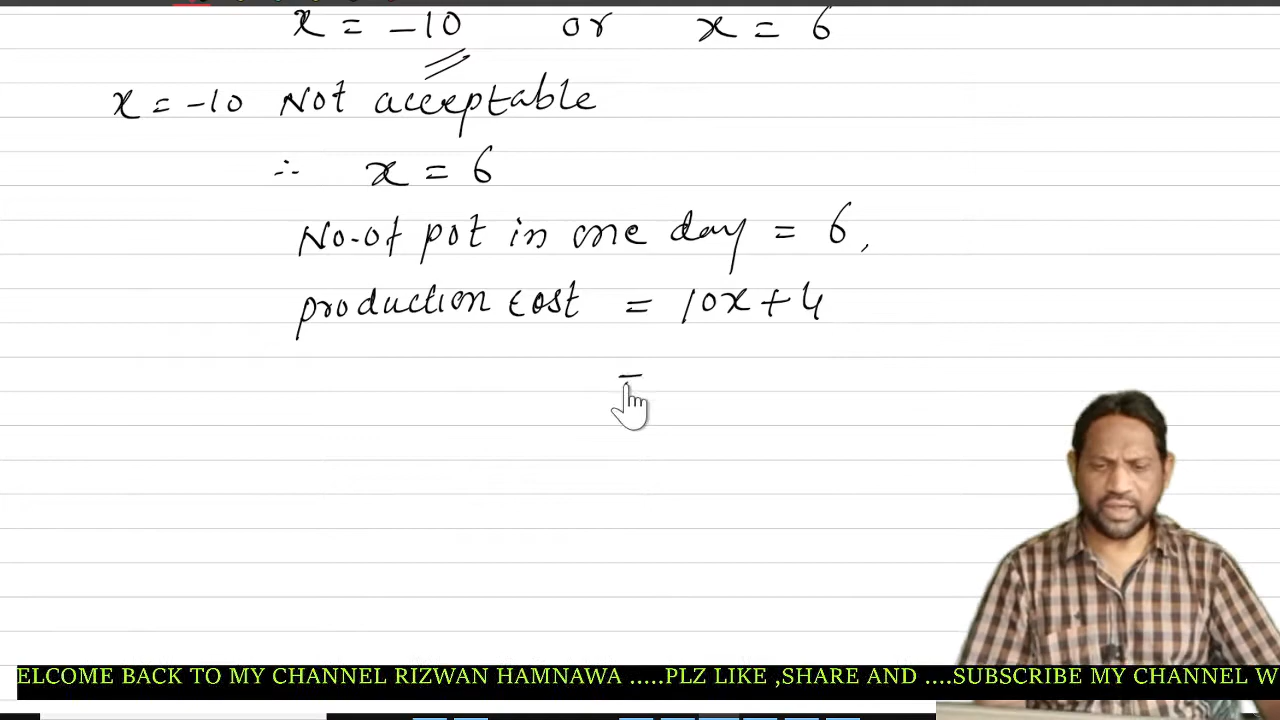 x = -10 or x = 6
x = -10 Not acceptable
∴ x = 6
No. of pot in one day = 6,
production cost = 10x + 4
ELCOME BACK TO MY CHANNEL RIZWAN HAMNAWA .....PLZ LIKE ,SHARE AND ....SUBSCRIBE MY CHANNEL W